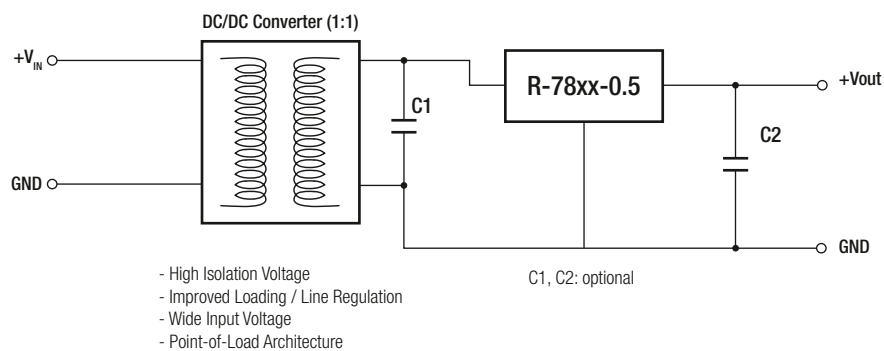 DC/DC Converter (1:1)
+VIN
R-78xx-0.5
+Vout
C1
C2
GND
GND
- High Isolation Voltage
- Improved Loading / Line Regulation
- Wide Input Voltage
- Point-of-Load Architecture
C1, C2: optional